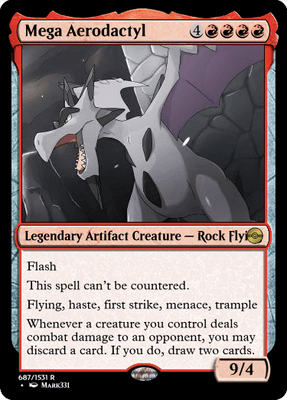 Mega Aerodactyl 4
Legendary Artifact Creature — Rock Flyi
Flash
This spell can't be countered.
Flying, haste, first strike, menace, trample
Whenever a creature you control deals
combat damage to an opponent, you may
discard a card. If you do, draw two cards.
687/1531 R
• Mark331
9/4